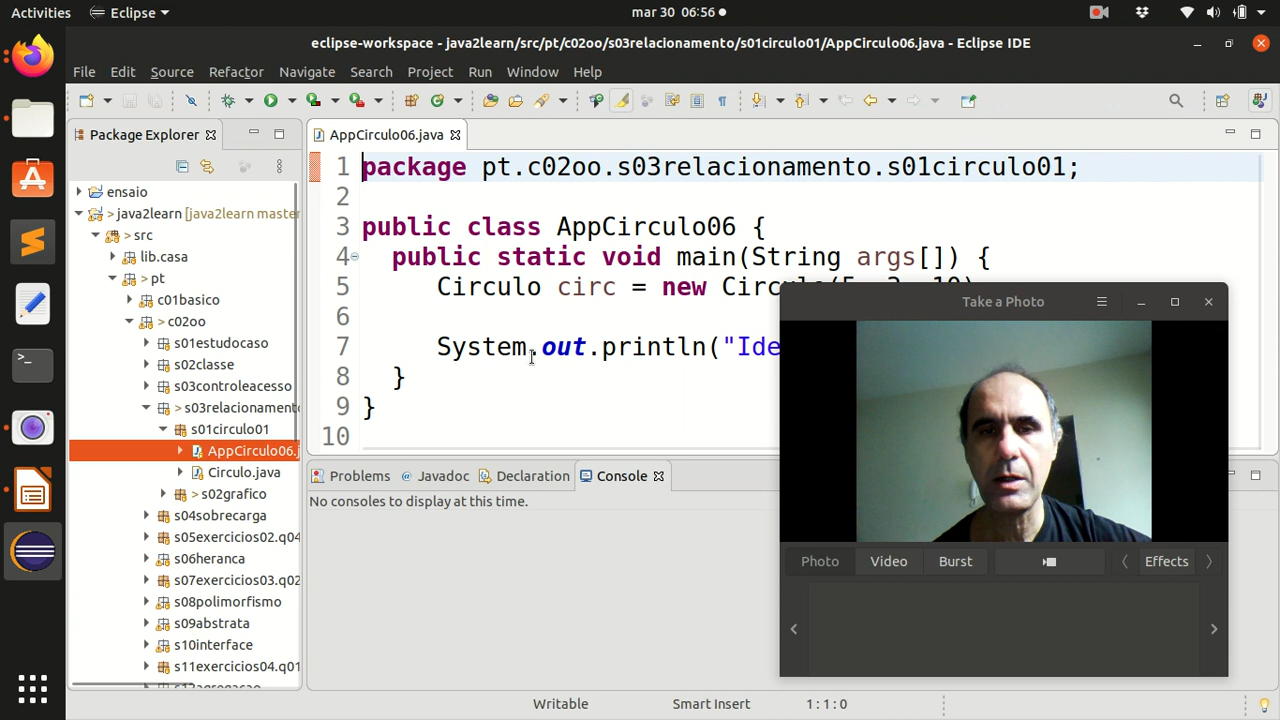 Activities Eclipse mar 30 06:56
eclipse-workspace - java2learn/src/pt/c02oo/s03relacionamento/s01circulo01/AppCirculo06.java - Eclipse IDE
File Edit Source Refactor Navigate Search Project Run Window Help
Package Explorer
AppCirculo06.java
ensaio
java2learn [java2learn master
> src
lib.casa
> pt
c01basico
> c02oo
s01estudocaso
s02classe
s03controleacesso
> s03relacionamento
s01circulo01
AppCirculo06.j
Circulo.java
> s02grafico
s04sobrecarga
s05exercicios02.q04
s06heranca
s07exercicios03.q02
s08polimorfismo
s09abstrata
s10interface
s11exercicios04.q01
1 package pt.c02oo.s03relacionamento.s01circulo01;
2
3 public class AppCirculo06 {
4 public static void main(String args[]) {
5 Circulo circ = new Circulo(5, 3, 10)
6
7 System.out.println("Ide
8 }
9 }
10
Problems @ Javadoc Declaration Console
No consoles to display at this time.
Take a Photo
Photo Video Burst Effects
Writable Smart Insert 1:1:0